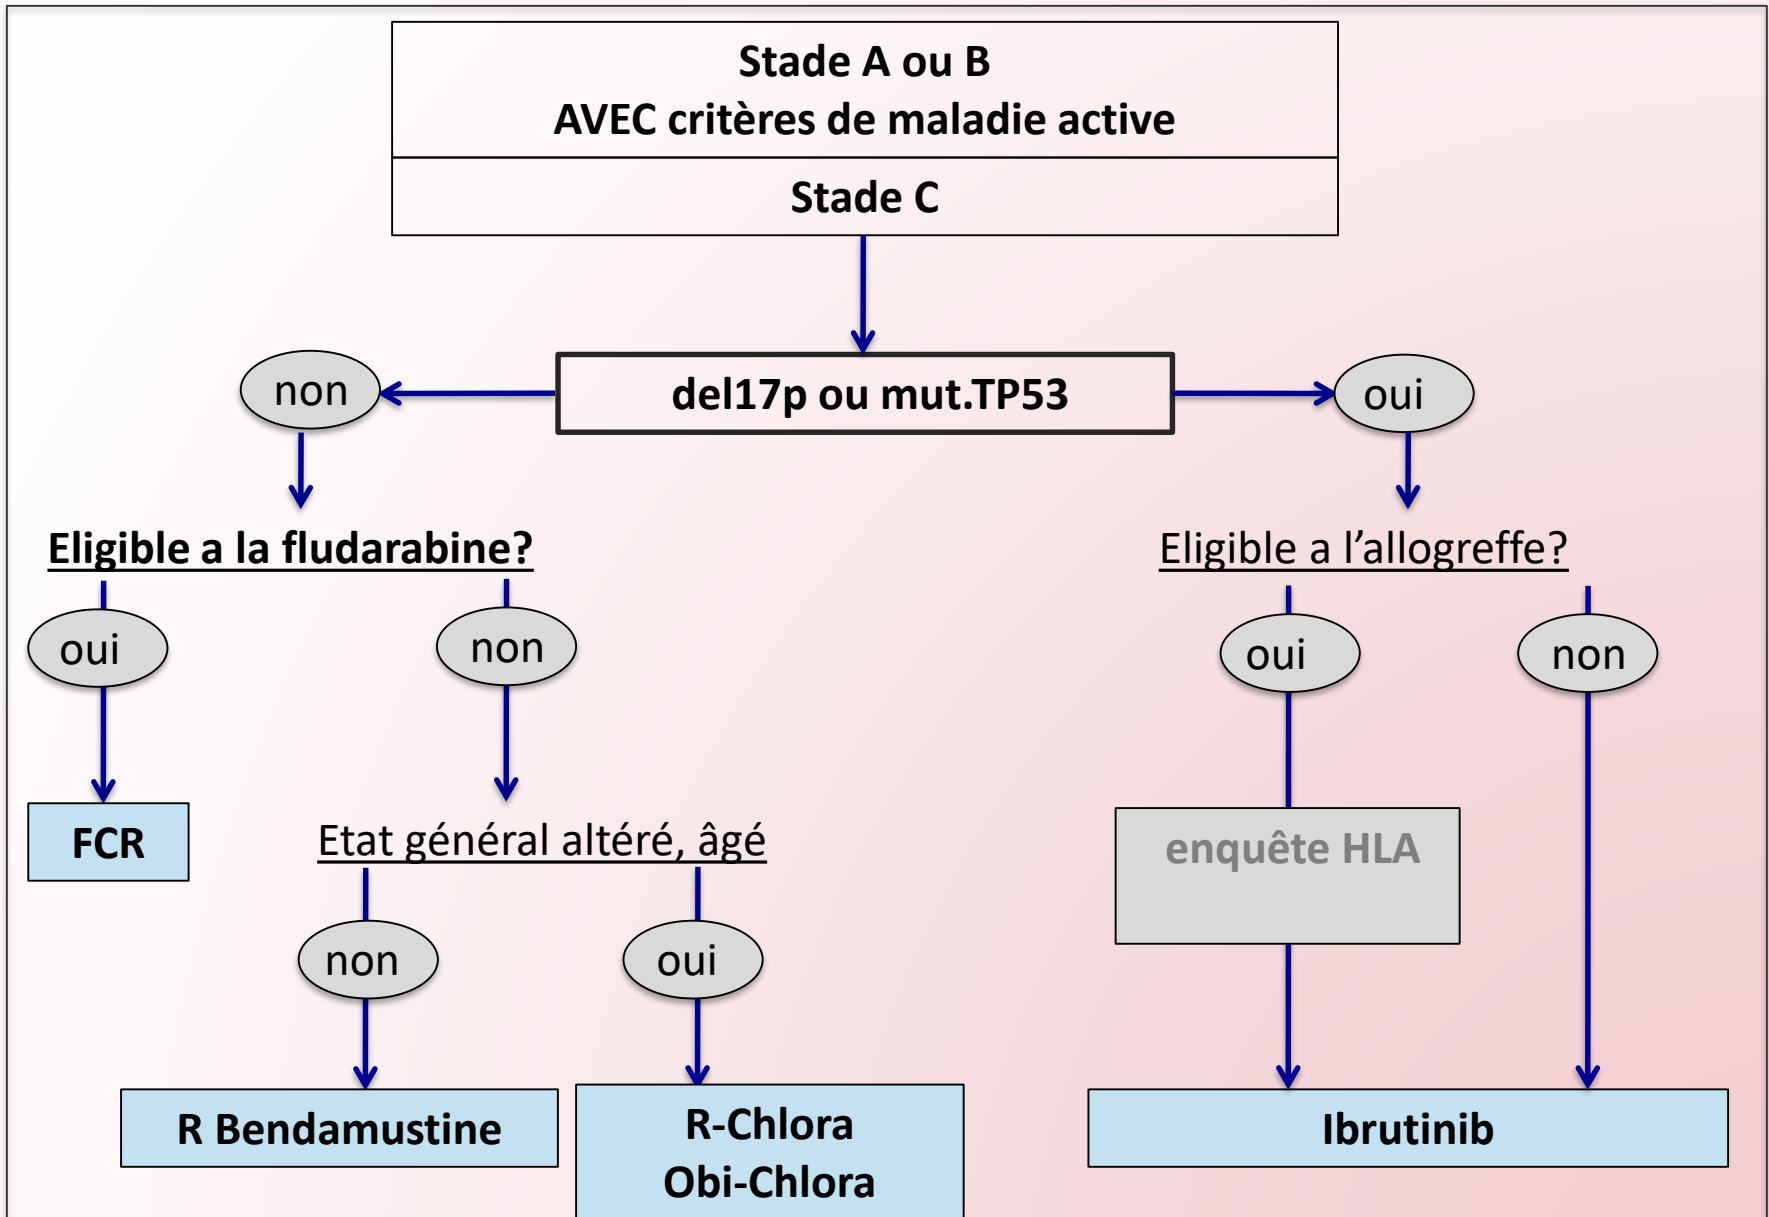 Stade A ou B
AVEC critères de maladie active
Stade C
non
del17p ou mut.TP53
oui
Eligible a la fludarabine?
Eligible a l’allogreffe?
oui
non
oui
non
FCR
Etat général altéré, âgé
enquête HLA
non
oui
R Bendamustine
R-Chlora
Obi-Chlora
Ibrutinib